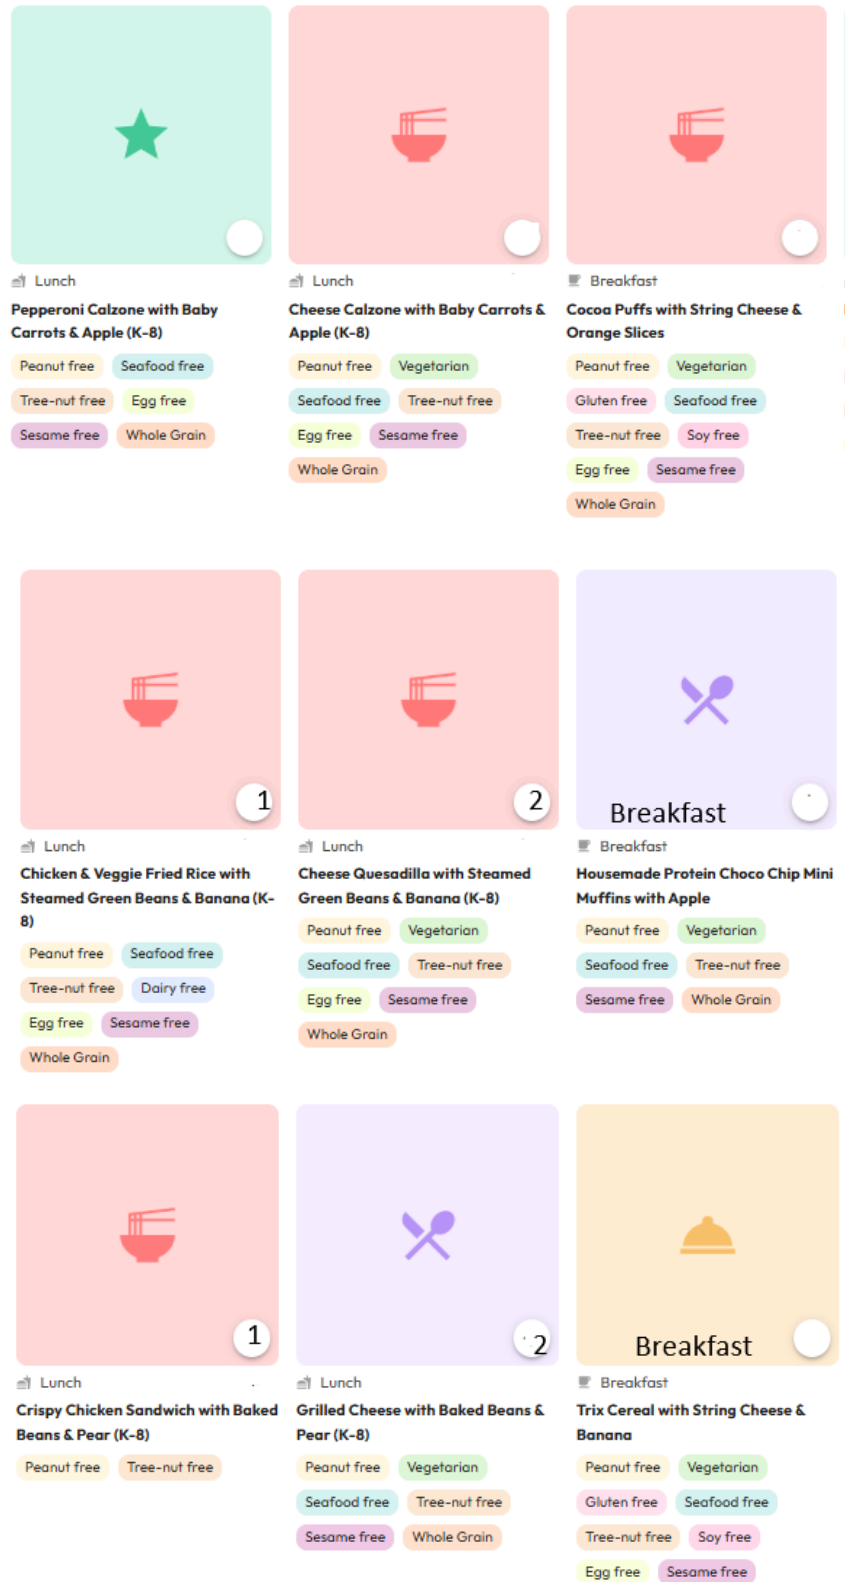 Lunch
Pepperoni Calzone with Baby
Carrots & Apple (K-8)
Peanut free Seafood free
Tree-nut free Egg free
Sesame free Whole Grain
Lunch
Cheese Calzone with Baby Carrots &
Apple (K-8)
Peanut free Vegetarian
Seafood free Tree-nut free
Egg free Sesame free
Whole Grain
Breakfast
Cocoa Puffs with String Cheese &
Orange Slices
Peanut free Vegetarian
Gluten free Seafood free
Tree-nut free Soy free
Egg free Sesame free
Whole Grain
1
Lunch
Chicken & Veggie Fried Rice with
Steamed Green Beans & Banana (K-
8)
Peanut free Seafood free
Tree-nut free Dairy free
Egg free Sesame free
Whole Grain
2
Lunch
Cheese Quesadilla with Steamed
Green Beans & Banana (K-8)
Peanut free Vegetarian
Seafood free Tree-nut free
Egg free Sesame free
Whole Grain
Breakfast
Breakfast
Housemade Protein Choco Chip Mini
Muffins with Apple
Peanut free Vegetarian
Seafood free Tree-nut free
Sesame free Whole Grain
1
Lunch
Crispy Chicken Sandwich with Baked
Beans & Pear (K-8)
Peanut free Tree-nut free
2
Lunch
Grilled Cheese with Baked Beans &
Pear (K-8)
Peanut free Vegetarian
Seafood free Tree-nut free
Sesame free Whole Grain
Breakfast
Breakfast
Trix Cereal with String Cheese &
Banana
Peanut free Vegetarian
Gluten free Seafood free
Tree-nut free Soy free
Egg free Sesame free